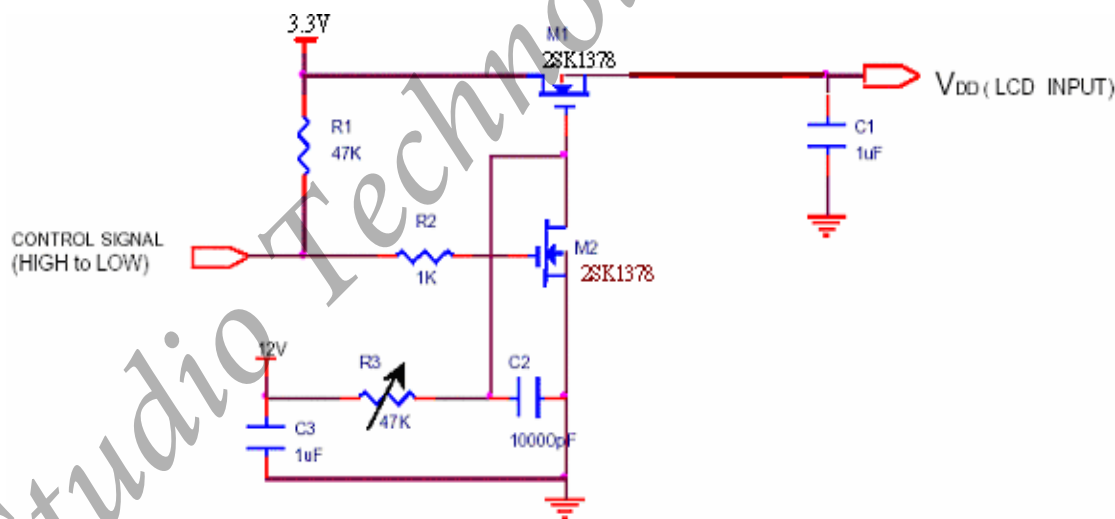 3.3V
M1
2SK1378
R1
47K
C1
1uF
VDD ( LCD INPUT)
R2
1K
CONTROL SIGNAL
(HIGH to LOW)
M2
2SK1378
12V
R3
47K
C2
10000pF
C3
1uF
Studio Techno